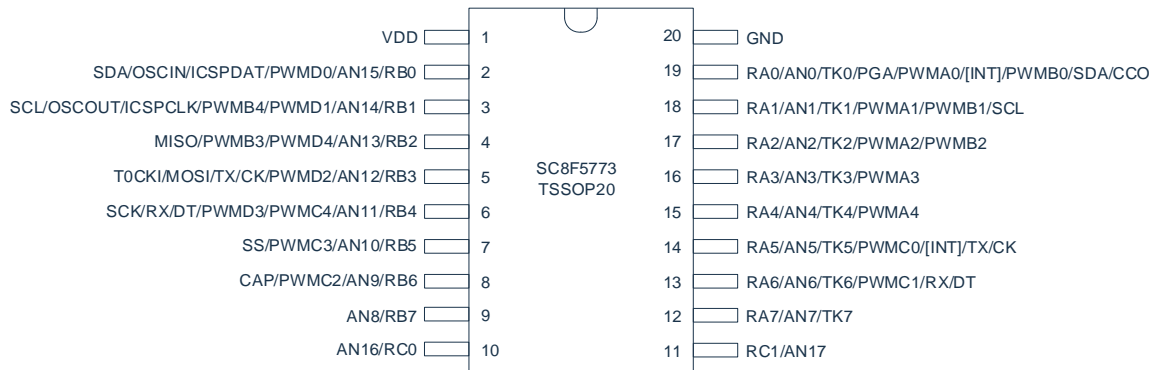 VDD 1 20 GND
SDA/OSCIN/ICSPDAT/PWMD0/AN15/RB0 2 19 RA0/AN0/TK0/PGA/PWMA0/[INT]/PWMB0/SDA/CCO
SCL/OSCOUT/ICSPCLK/PWMB4/PWMD1/AN14/RB1 3 18 RA1/AN1/TK1/PWMA1/PWMB1/SCL
MISO/PWMB3/PWMD4/AN13/RB2 4 17 RA2/AN2/TK2/PWMA2/PWMB2
T0CKI/MOSI/TX/CK/PWMD2/AN12/RB3 5 SC8F5773 16 RA3/AN3/TK3/PWMA3
TSSOP20
SCK/RX/DT/PWMD3/PWMC4/AN11/RB4 6 15 RA4/AN4/TK4/PWMA4
SS/PWMC3/AN10/RB5 7 14 RA5/AN5/TK5/PWMC0/[INT]/TX/CK
CAP/PWMC2/AN9/RB6 8 13 RA6/AN6/TK6/PWMC1/RX/DT
AN8/RB7 9 12 RA7/AN7/TK7
AN16/RC0 10 11 RC1/AN17